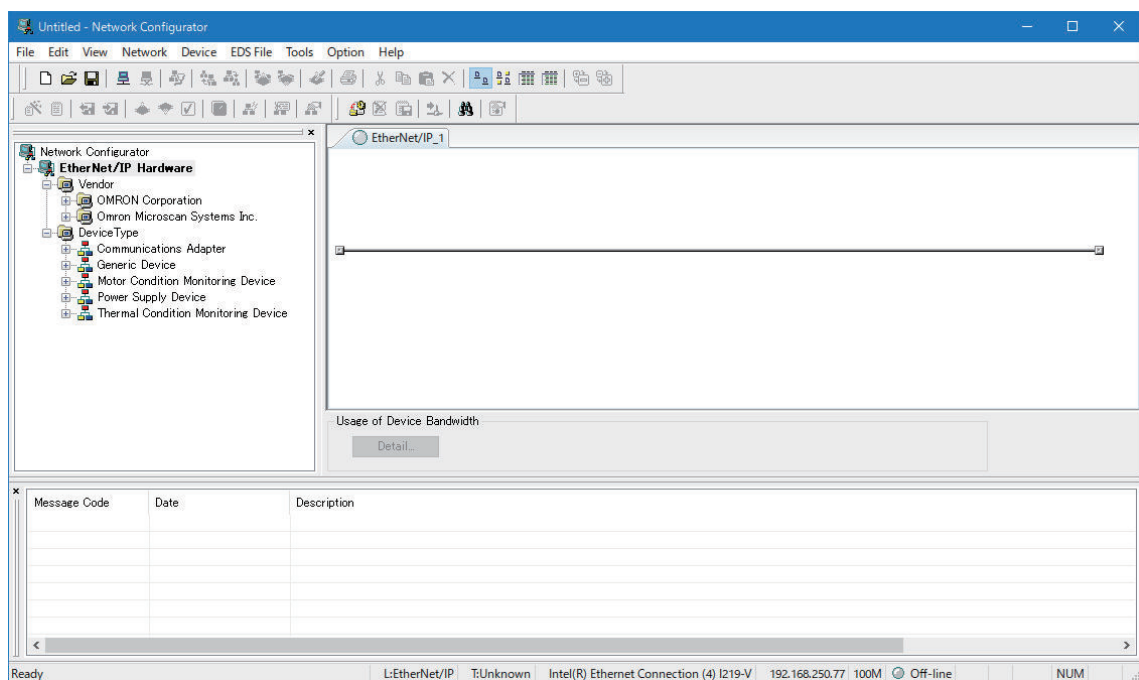 Untitled - Network Configurator
File Edit View Network Device EDS File Tools Option Help
Network Configurator
EtherNet/IP Hardware
Vendor
OMRON Corporation
Omron Microscan Systems Inc.
DeviceType
Communications Adapter
Generic Device
Motor Condition Monitoring Device
Power Supply Device
Thermal Condition Monitoring Device
EtherNet/IP_1
Usage of Device Bandwidth
Detail...
Message Code Date Description
Ready L:EtherNet/IP T:Unknown Intel(R) Ethernet Connection (4) I219-V 192.168.250.77 100M Off-line NUM